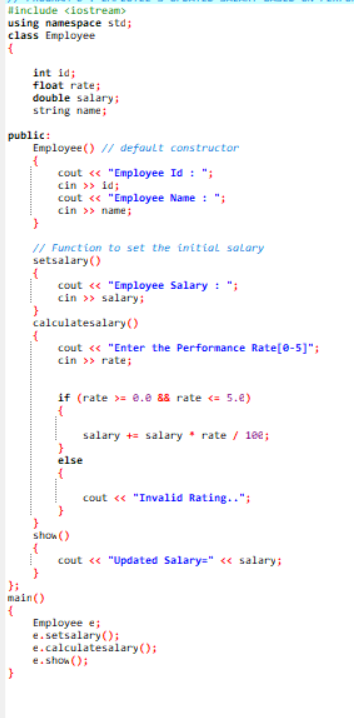 #include <iostream>
using namespace std;
class Employee
{
int id;
float rate;
double salary;
string name;
public:
Employee() // default constructor
{
cout << "Employee Id : ";
cin >> id;
cout << "Employee Name : ";
cin >> name;
}
// Function to set the initial salary
setsalary()
{
cout << "Employee Salary : ";
cin >> salary;
}
calculatesalary()
{
cout << "Enter the Performance Rate[0-5]";
cin >> rate;
if (rate >= 0.0 && rate <= 5.0)
{
salary += salary * rate / 100;
}
else
{
cout << "Invalid Rating..";
}
}
show()
{
cout << "Updated Salary=" << salary;
}
};
main()
{
Employee e;
e.setsalary();
e.calculatesalary();
e.show();
}